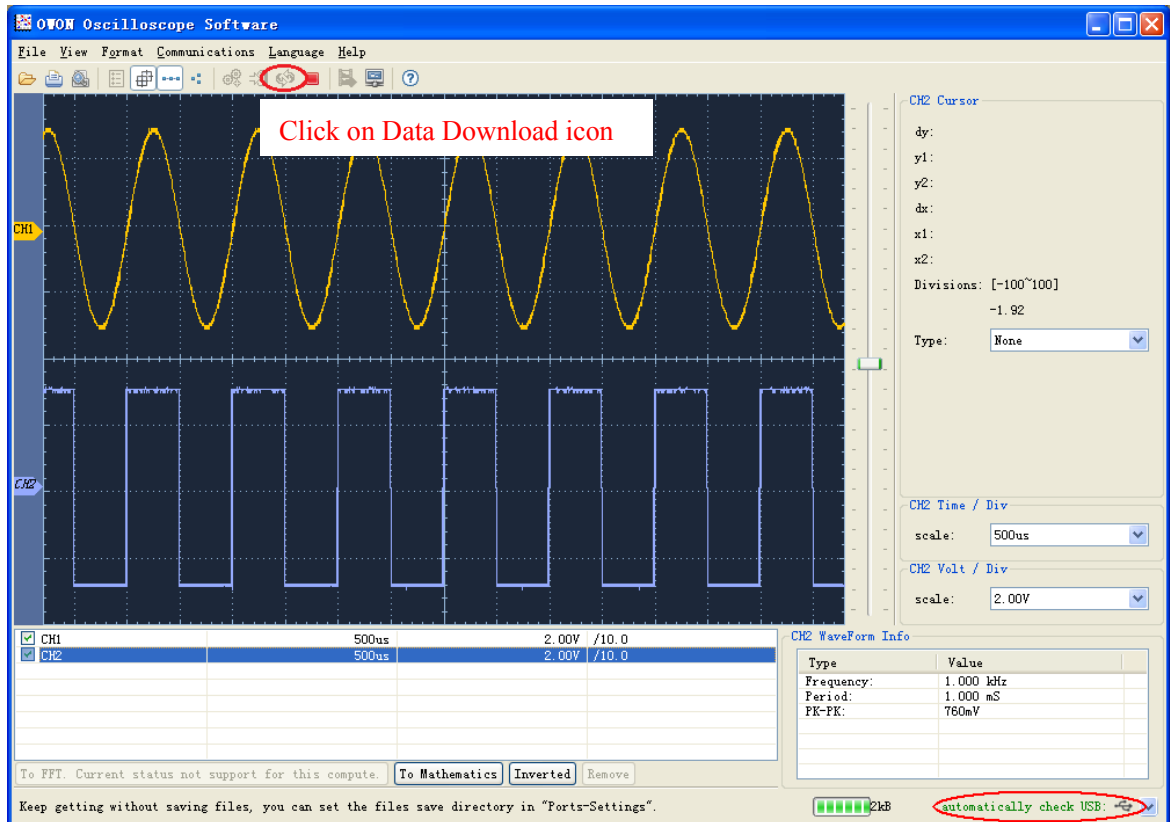 OWON Oscilloscope Software
File View Format Communications Language Help
Click on Data Download icon
CH1
CH2
CH2 Cursor
dy:
y1:
y2:
dx:
x1:
x2:
Divisions: [-100~100]
-1.92
Type: None
CH2 Time / Div
scale: 500us
CH2 Volt / Div
scale: 2.00V
CH1 500us 2.00V /10.0
CH2 500us 2.00V /10.0
CH2 WaveForm Info
Type Value
Frequency: 1.000 kHz
Period: 1.000 mS
PK-PK: 760mV
To FFT. Current status not support for this compute. To Mathematics Inverted Remove
Keep getting without saving files, you can set the files save directory in "Ports-Settings". 2kB automatically check USB: